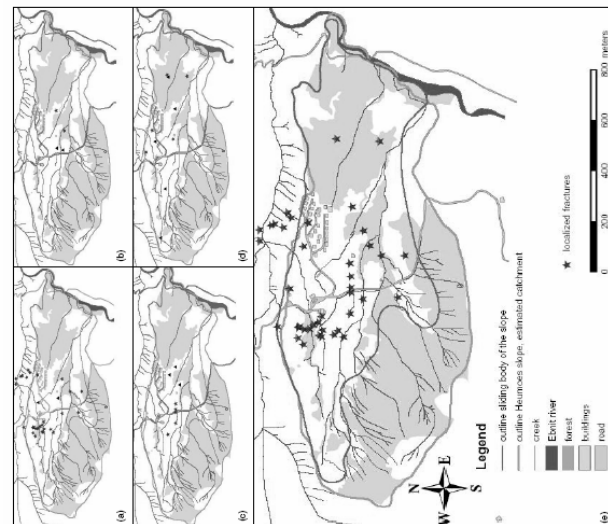 (a)
(b)
(c)
(d)
(e)
N
W E
S
Legend
outline sliding body of the slope
outline Heumoes slope, estimated catchment
creek
Ebnit river
forest
buildings
road
localized fractures
0 200 400 600 800 meters